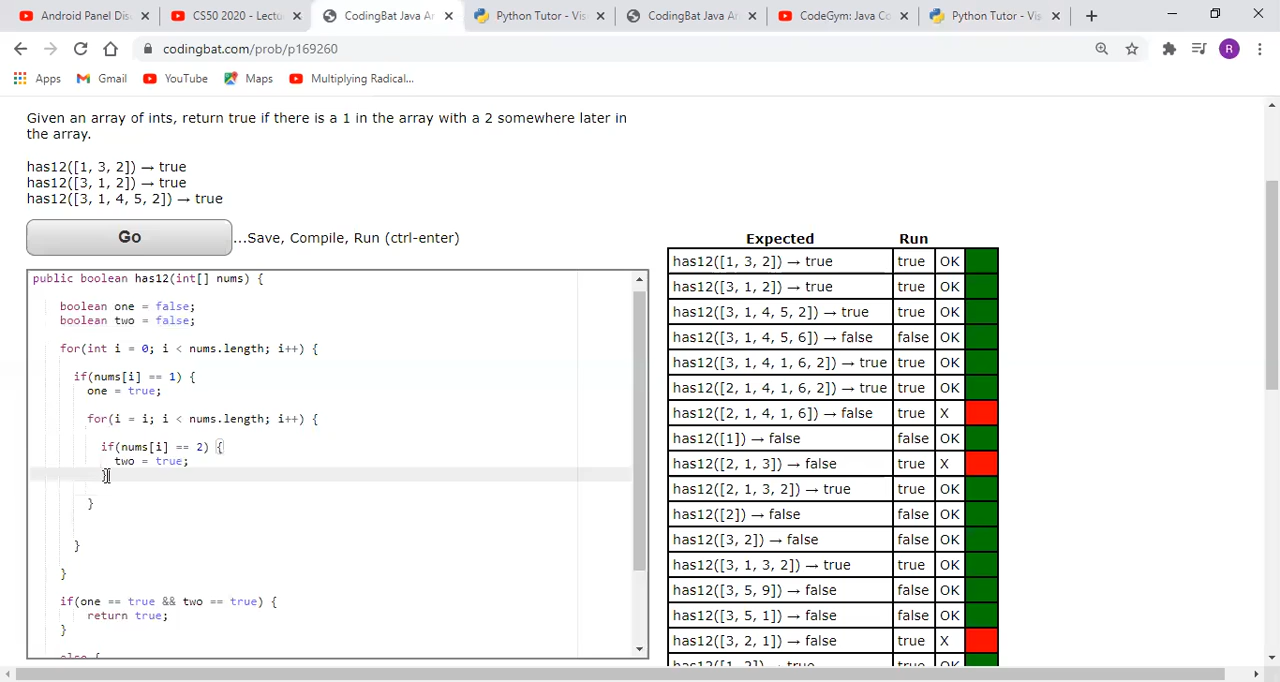 Android Panel Dis
CS50 2020 - Lectu
CodingBat Java Ar
Python Tutor - Vis
CodingBat Java Ar
CodeGym: Java Co
Python Tutor - Vis
codingbat.com/prob/p169260
R
Apps
Gmail
YouTube
Maps
Multiplying Radical...
Given an array of ints, return true if there is a 1 in the array with a 2 somewhere later in
the array.
has12([1, 3, 2]) → true
has12([3, 1, 2]) → true
has12([3, 1, 4, 5, 2]) → true
Go
...Save, Compile, Run (ctrl-enter)
public boolean has12(int[] nums) {
boolean one = false;
boolean two = false;
for(int i = 0; i < nums.length; i++) {
if(nums[i] == 1) {
one = true;
for(i = i; i < nums.length; i++) {
if(nums[i] == 2) {
two = true;
}
}
}
}
if(one == true && two == true) {
return true;
}
else {
Expected Run
has12([1, 3, 2]) → true true OK
has12([3, 1, 2]) → true true OK
has12([3, 1, 4, 5, 2]) → true true OK
has12([3, 1, 4, 5, 6]) → false false OK
has12([3, 1, 4, 1, 6, 2]) → true true OK
has12([2, 1, 4, 1, 6, 2]) → true true OK
has12([2, 1, 4, 1, 6]) → false true X
has12([1]) → false false OK
has12([2, 1, 3]) → false true X
has12([2, 1, 3, 2]) → true true OK
has12([2]) → false false OK
has12([3, 2]) → false false OK
has12([3, 1, 3, 2]) → true true OK
has12([3, 5, 9]) → false false OK
has12([3, 5, 1]) → false false OK
has12([3, 2, 1]) → false true X
has12([1, 2]) → true true OK